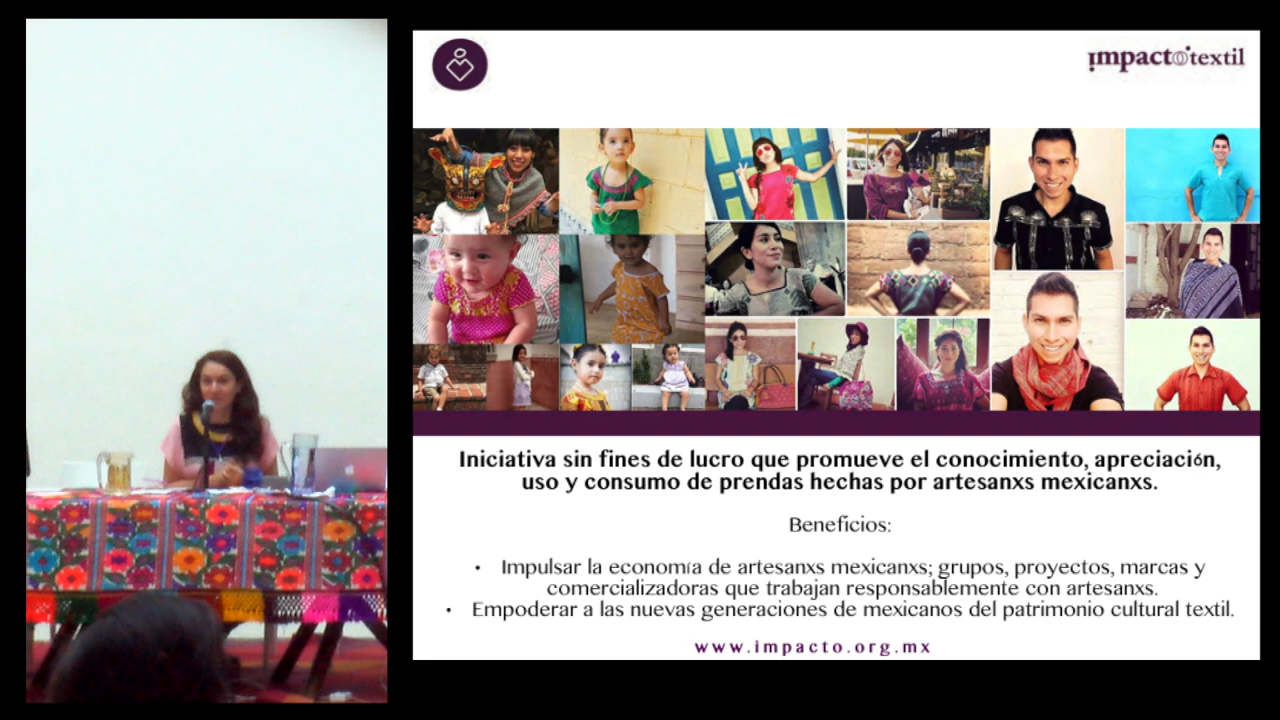 impacto textil
Iniciativa sin fines de lucro que promueve el conocimiento, apreciación,
uso y consumo de prendas hechas por artesanxs mexicanxs.
Beneficios:
• Impulsar la economía de artesanxs mexicanxs; grupos, proyectos, marcas y
comercializadoras que trabajan responsablemente con artesanxs.
• Empoderar a las nuevas generaciones de mexicanos del patrimonio cultural textil.
www.impacto.org.mx